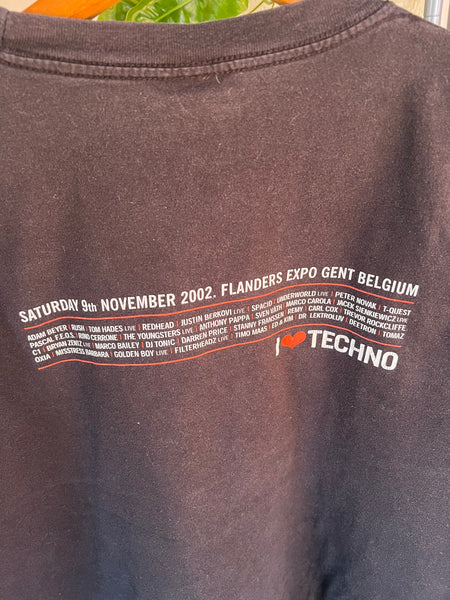 SATURDAY 9th NOVEMBER 2002. FLANDERS EXPO GENT BELGIUM
ADAM BEYER | RUSH | TOM HADES LIVE | REDHEAD | JUSTIN BERKOVI LIVE | SPACID | UNDERWORLD LIVE | PETER NOVAK | T-QUEST
PASCAL F.E.O.S. | NINO CERRONE | THE YOUNGSTERS LIVE | ANTHONY PAPPA | SVEN VÄTH | MARCO CAROLA | JACEK SIENKIEWICZ LIVE
C1 | BRYAN ZENTZ LIVE | MARCO BAILEY | DJ TONIC | DARREN PRICE | STANNY FRANSSEN | REMY | CARL COX | TREVOR ROCKCLIFFE
OXIA | MISSTRESS BARBARA | GOLDEN BOY LIVE | FILTERHEADZ LIVE | TIMO MAAS | ED & KIM | DR LEKTROLUV | DEETRON | TOMAZ
I ❤ TECHNO